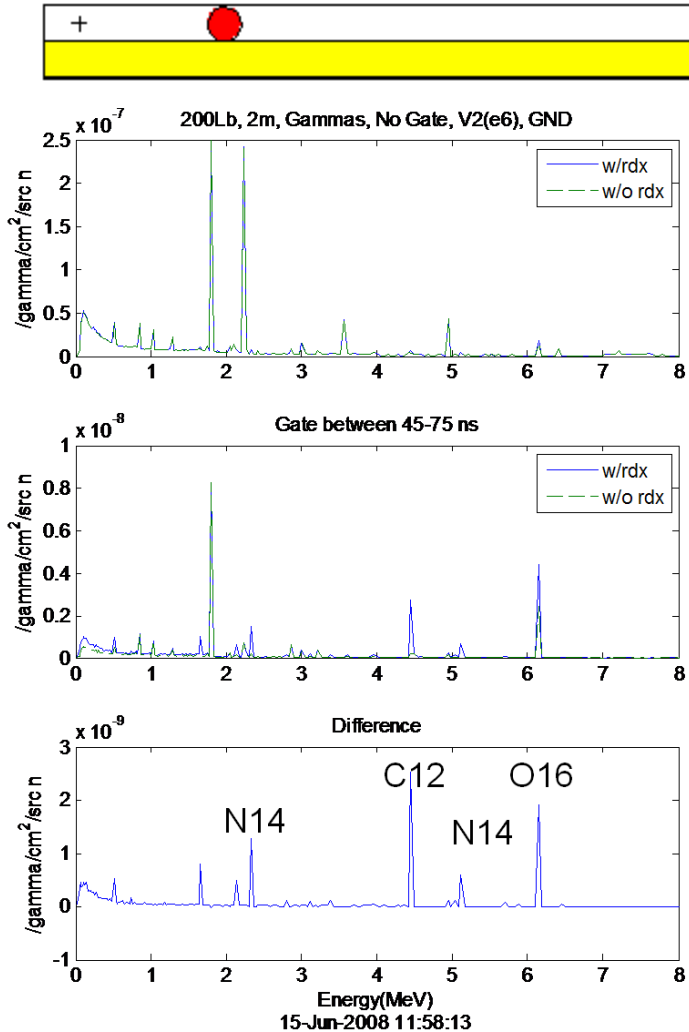 200Lb, 2m, Gammas, No Gate, V2(e6), GND
x 10^-7
2.5
2
1.5
1
0.5
0
/gamma/cm^2/src n
w/rdx
w/o rdx
0 1 2 3 4 5 6 7 8
Gate between 45-75 ns
x 10^-8
1
0.8
0.6
0.4
0.2
0
/gamma/cm^2/src n
w/rdx
w/o rdx
0 1 2 3 4 5 6 7 8
Difference
x 10^-9
3
2
1
0
-1
/gamma/cm^2/src n
N14
C12
N14
O16
0 1 2 3 4 5 6 7 8
Energy(MeV)
15-Jun-2008 11:58:13